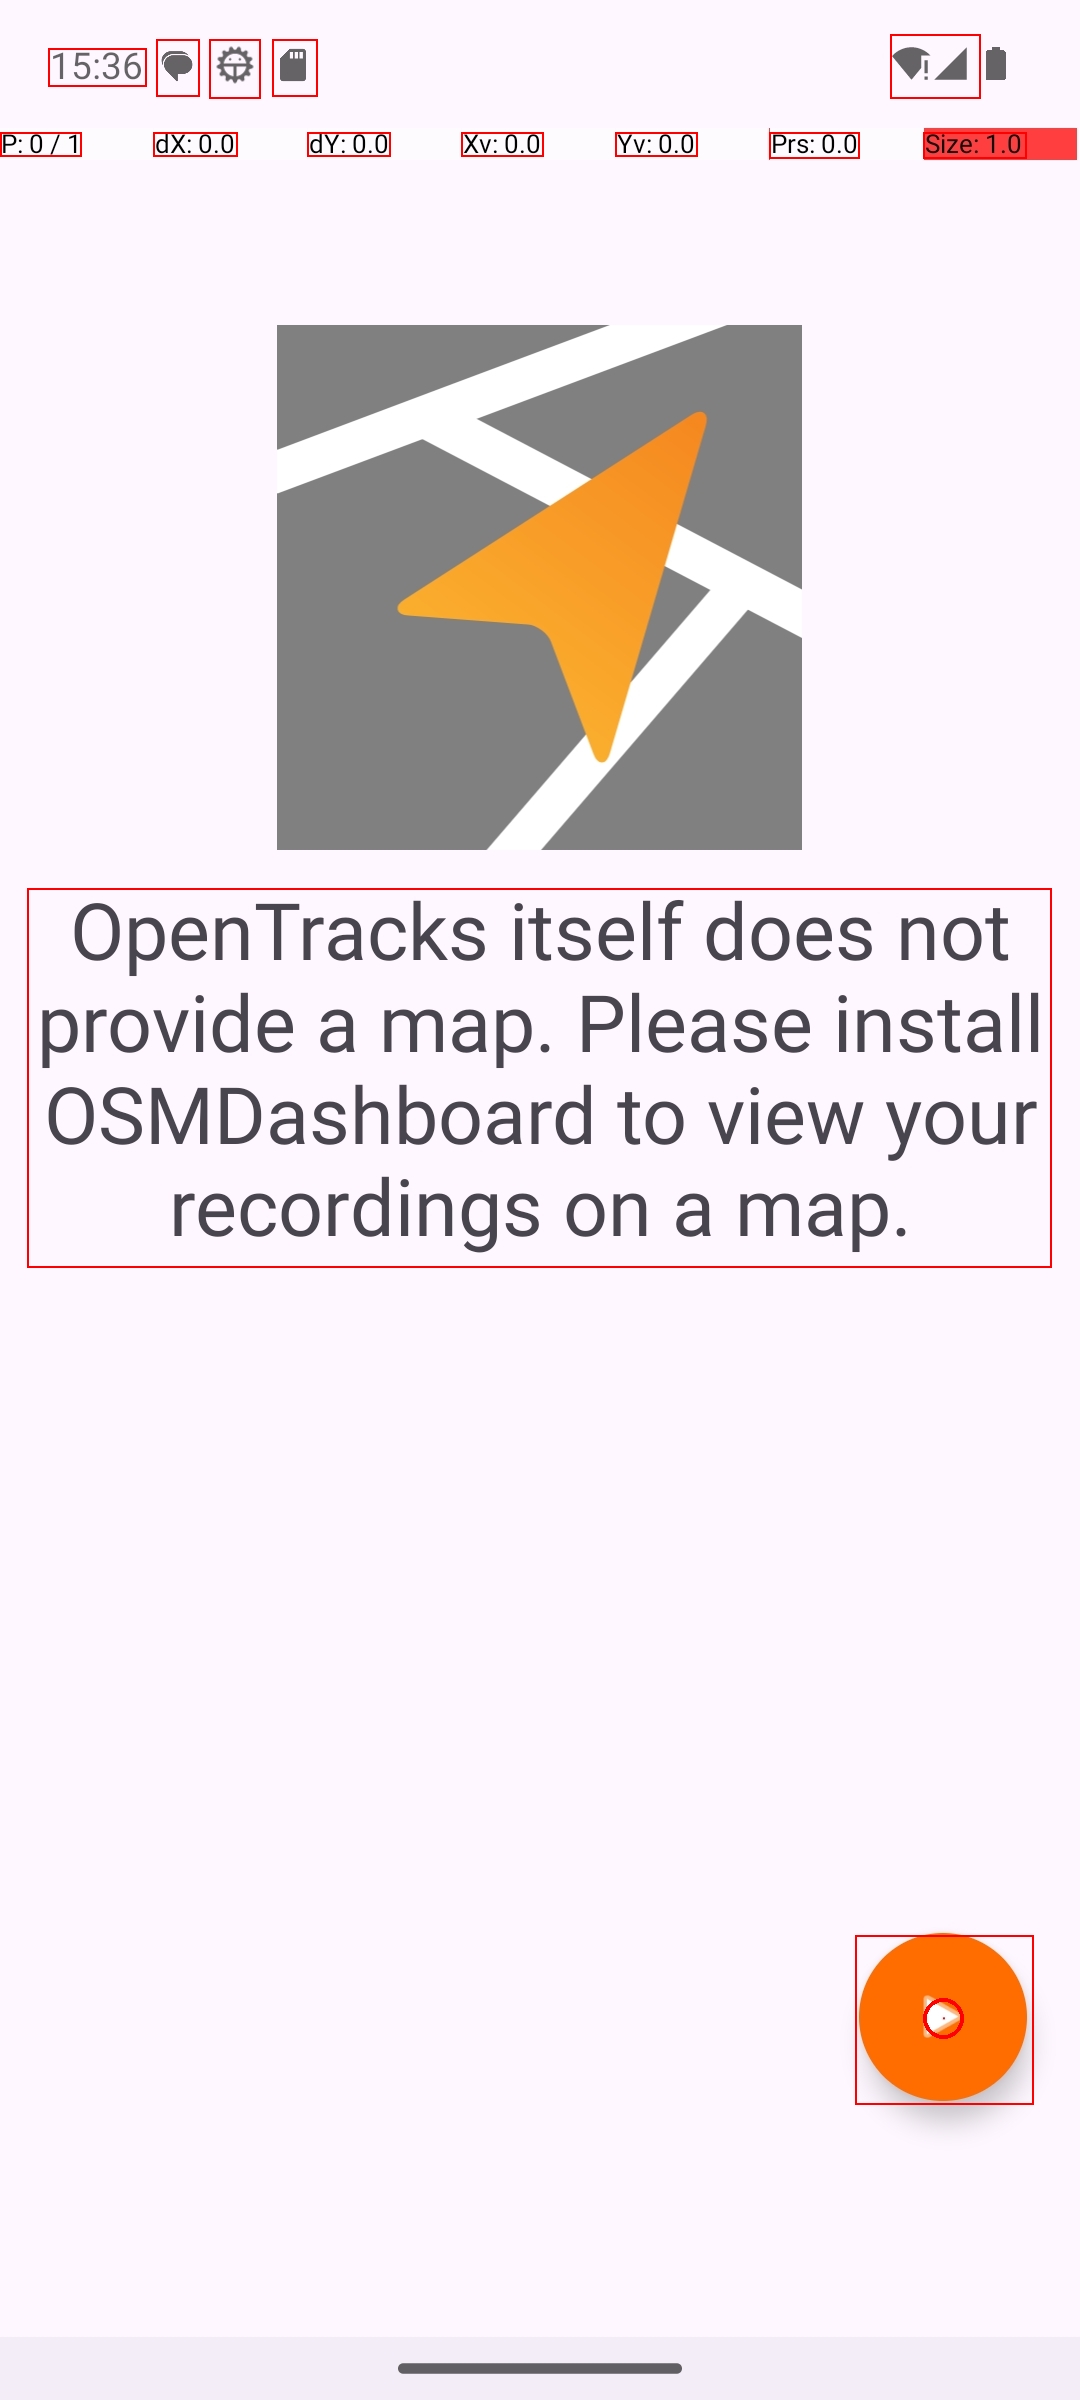 15:36
P: 0 / 1 dX: 0.0 dY: 0.0 Xv: 0.0 Yv: 0.0 Prs: 0.0 Size: 1.0
OpenTracks itself does not
provide a map. Please install
OSMDashboard to view your
recordings on a map.